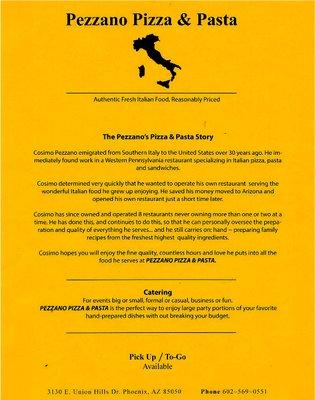 Pezzano Pizza & Pasta
Authentic Fresh Italian Food, Reasonably Priced
The Pezzano's Pizza & Pasta Story
Cosimo Pezzano emigrated from Southern Italy to the United States over 30 years ago. He im-
mediately found work in a Western Pennsylvania restaurant specializing in Italian pizza, pasta
and sandwiches.
Cosimo determined very quickly that he wanted to operate his own restaurant serving the
wonderful Italian food he grew up enjoying. He saved his money moved to Arizona and
opened his own restaurant just a short time later.
Cosimo has since owned and operated 8 restaurants never owning more than one or two at a
time. He has done this, and continues to do this, so that he can personally oversee the prepa-
ration and quality of everything he serves... and he still carries on: hand -- preparing family
recipes from the freshest highest quality ingredients.
Cosimo hopes you will enjoy the fine quality, countless hours and love he puts into all the
food he serves at PEZZANO PIZZA & PASTA.
Catering
For events big or small, formal or casual, business or fun.
PEZZANO PIZZA & PASTA is the perfect way to enjoy large party portions of your favorite
hand-prepared dishes with out breaking your budget.
Pick Up / To-Go
Available
3130 E. Union Hills Dr. Phoenix, AZ 85050 Phone 602-569-0551